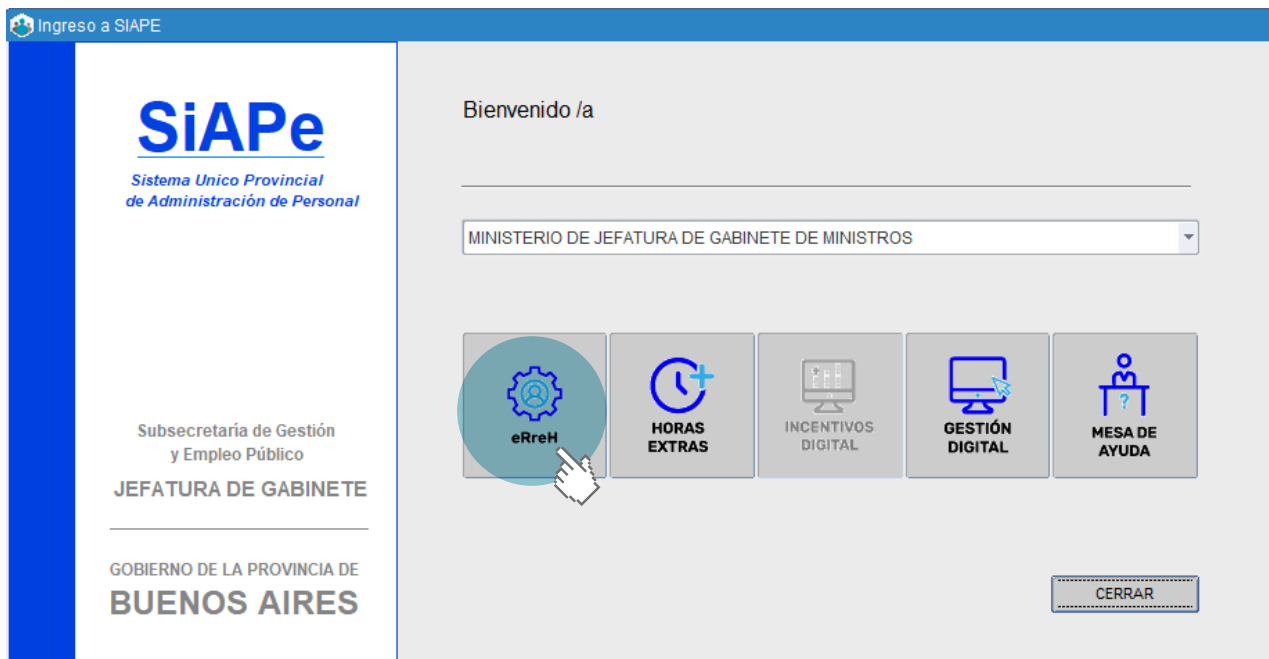 Ingreso a SIAPE
SiAPe
Sistema Unico Provincial
de Administración de Personal
Subsecretaría de Gestión
y Empleo Público
JEFATURA DE GABINETE
GOBIERNO DE LA PROVINCIA DE
BUENOS AIRES
Bienvenido /a
MINISTERIO DE JEFATURA DE GABINETE DE MINISTROS
eRreH
HORAS
EXTRAS
INCENTIVOS
DIGITAL
GESTIÓN
DIGITAL
?
MESA DE
AYUDA
CERRAR